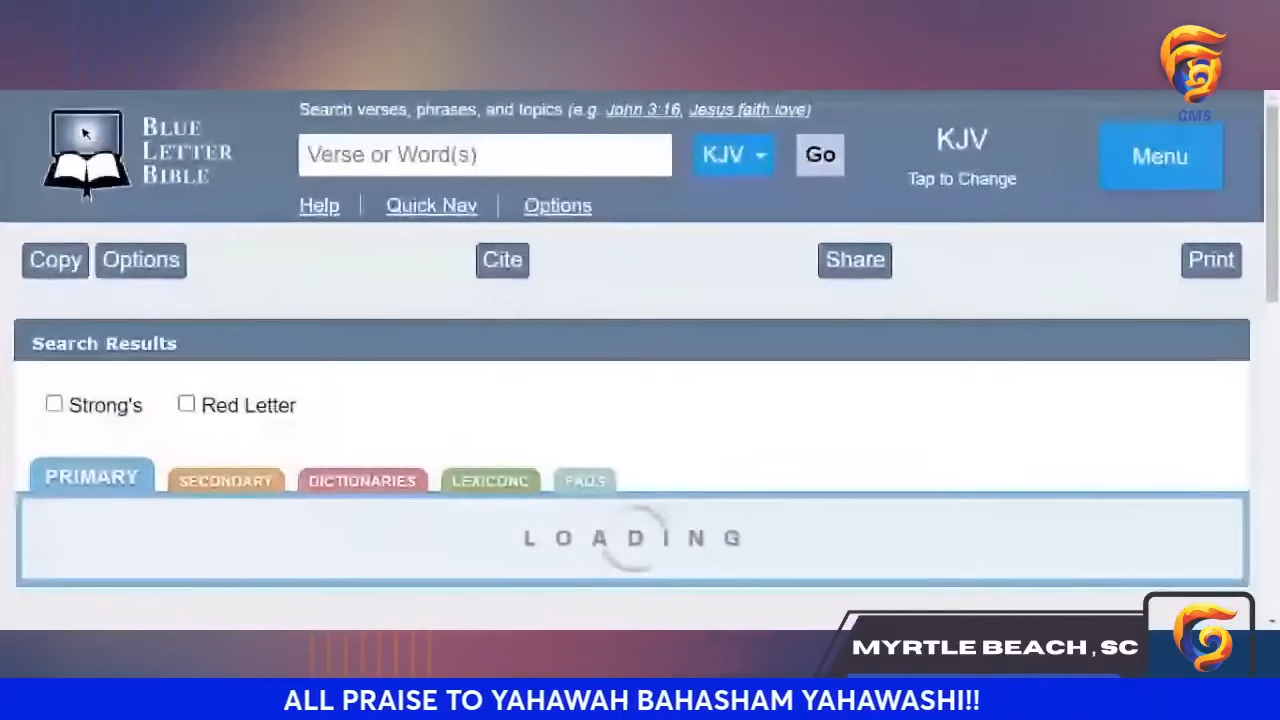 GMS
Search verses, phrases, and topics (e.g. John 3:16, Jesus faith love)
BLUE
LETTER
BIBLE
Verse or Word(s)
KJV
Go
KJV
Tap to Change
Menu
Help
Quick Nav
Options
Copy
Options
Cite
Share
Print
Search Results
Strong's
Red Letter
PRIMARY
SECONDARY
DICTIONARIES
LEXICONC
FAQS
LOADING
MYRTLE BEACH, SC
ALL PRAISE TO YAHAWAH BAHASHAM YAHAWASHI!!